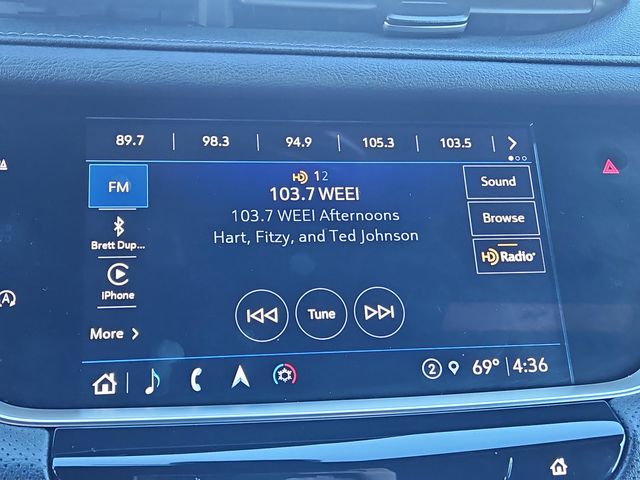 89.7 98.3 94.9 105.3 103.5
FM
HD 1 2
103.7 WEEI
103.7 WEEI Afternoons
Hart, Fitzy, and Ted Johnson
Sound
Browse
HD Radio®
Brett Dup...
iPhone
More
Tune
2 69° 4:36
A